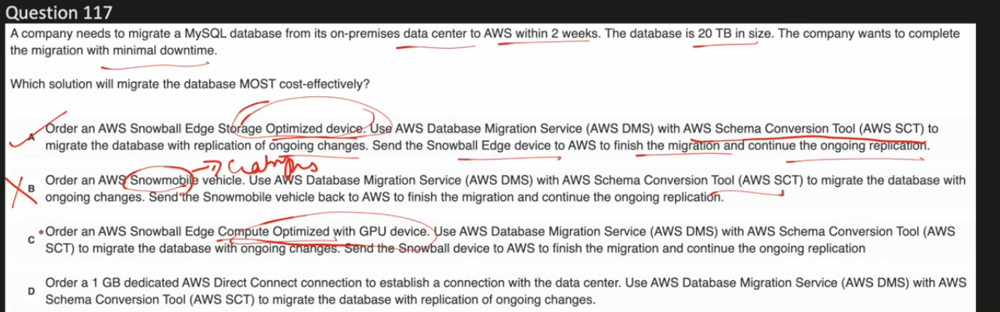 Question 117
A company needs to migrate a MySQL database from its on-premises data center to AWS within 2 weeks. The database is 20 TB in size. The company wants to complete
the migration with minimal downtime.
Which solution will migrate the database MOST cost-effectively?
A Order an AWS Snowball Edge Storage Optimized device. Use AWS Database Migration Service (AWS DMS) with AWS Schema Conversion Tool (AWS SCT) to
migrate the database with replication of ongoing changes. Send the Snowball Edge device to AWS to finish the migration and continue the ongoing replication.
B Order an AWS Snowmobile vehicle. Use AWS Database Migration Service (AWS DMS) with AWS Schema Conversion Tool (AWS SCT) to migrate the database with
ongoing changes. Send the Snowmobile vehicle back to AWS to finish the migration and continue the ongoing replication.
C Order an AWS Snowball Edge Compute Optimized with GPU device. Use AWS Database Migration Service (AWS DMS) with AWS Schema Conversion Tool (AWS
SCT) to migrate the database with ongoing changes. Send the Snowball device to AWS to finish the migration and continue the ongoing replication
D Order a 1 GB dedicated AWS Direct Connect connection to establish a connection with the data center. Use AWS Database Migration Service (AWS DMS) with AWS
Schema Conversion Tool (AWS SCT) to migrate the database with replication of ongoing changes.